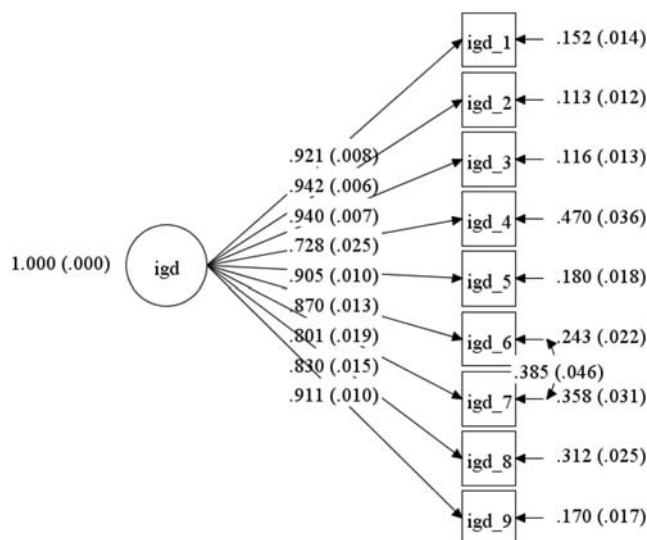 igd_1
.152 (.014)
igd_2
.113 (.012)
.921 (.008)
igd_3
.116 (.013)
.942 (.006)
.940 (.007)
igd_4
.470 (.036)
.728 (.025)
1.000 (.000)
igd
.905 (.010)
igd_5
.180 (.018)
.870 (.013)
.801 (.019)
igd_6
.243 (.022)
.830 (.015)
.385 (.046)
.911 (.010)
igd_7
.358 (.031)
igd_8
.312 (.025)
igd_9
.170 (.017)